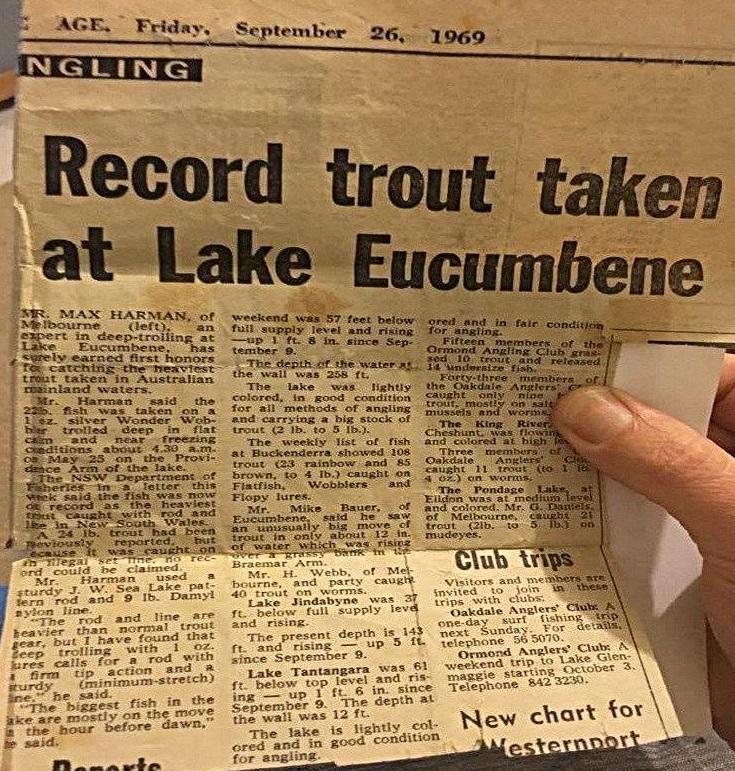 AGE, Friday, September 26, 1969
NGLING
Record trout taken
at Lake Eucumbene
MR. MAX HARMAN, of
Melbourne (left), an
expert in deep-trolling at
Lake Eucumbene, has
surely earned first honors
for catching the heaviest
trout taken in Australian
mainland waters.
Mr. Harman said the
22lb. fish was taken on a
1 oz. silver Wonder Wob-
bler trolled deep in flat
calm and near freezing
conditions about 4.30 a.m.
on May 25 on the Provi-
dence Arm of the lake.
The NSW Department of
Fisheries in a letter this
week said the fish was now
on record as the heaviest
trout caught with rod and
line in New South Wales.
A 24 lb. trout had been
previously reported, but
ecause it was caught on
n illegal set line, no rec-
ord could be claimed.
Mr. Harman used a
sturdy J. W. Sea Lake pat-
tern rod and 9 lb. Damyl
nylon line.
"The rod and line are
heavier than normal trout
gear, but I have found that
deep trolling with 1 oz.
ures calls for a rod with
a firm tip action and a
sturdy (minimum-stretch)
ine," he said.
"The biggest fish in the
ake are mostly on the move
n the hour before dawn,"
e said.
Reports
weekend was 57 feet below
full supply level and rising
—up 1 ft. 8 in. since Sep-
tember 9.
The depth of the water at
the wall was 258 ft.
The lake was lightly
colored, in good condition
for all methods of angling
and carrying a big stock of
trout (2 lb. to 5 lb.).
The weekly list of fish
at Buckenderra showed 108
trout (23 rainbow and 85
brown, to 4 lb.) caught on
Flatfish, Wobblers and
Flopy lures.
Mr. Mike Bauer, of
Eucumbene, said he saw
an unusually big move of
trout in only about 12 in.
of water which was rising
over a grassy bank in the
Braemar Arm.
Mr. H. Webb, of Mel-
bourne, and party caught
40 trout on worms.
Lake Jindabyne was 37
ft. below full supply level
and rising.
The present depth is 143
ft. and rising — up 5 ft.
since September 9.
Lake Tantangara was 61
ft. below top level and ris-
ing — up 1 ft. 6 in. since
September 9. The depth at
the wall was 12 ft.
The lake is lightly col-
ored and in good condition
for angling.
ored and in fair condition
for angling.
Fifteen members of the
Ormond Angling Club gras-
sed 10 trout and released
14 undersize fish.
Forty-three members of
the Oakdale Anglers' C
caught only nine
trout, mostly on salt
mussels and worms.
The King River,
Cheshunt, was flowin
and colored at high le
Three members of
Oakdale Anglers' Club
caught 11 trout (to 1 lb.
4 oz.) on worms.
The Pondage Lake, at
Eildon was at medium level
and colored. Mr. G. Daniels,
of Melbourne, caught 21
trout (2lb. to 5 lb.) on
mudeyes.
Club trips
Visitors and members are
invited to join in these
trips with clubs:
Oakdale Anglers' Club: A
one-day surf fishing trip
next Sunday. For details,
telephone 56 5070.
Ormond Anglers' Club: A
weekend trip to Lake Glen-
maggie starting October 3.
Telephone 842 3230.
New chart for
Westernport